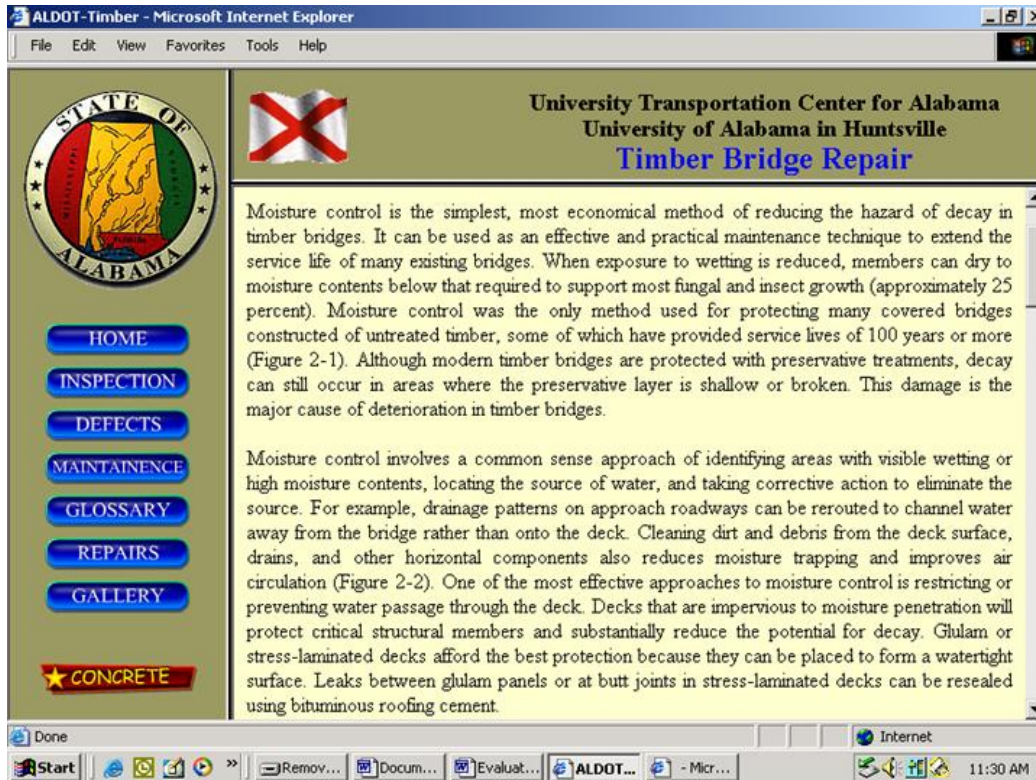 ALDOT-Timber - Microsoft Internet Explorer
File Edit View Favorites Tools Help
STATE OF
ALABAMA
MISSISSIPPI
FLORIDA
University Transportation Center for Alabama
University of Alabama in Huntsville
Timber Bridge Repair
HOME
INSPECTION
DEFECTS
MAINTAINENCE
GLOSSARY
REPAIRS
GALLERY
CONCRETE
Moisture control is the simplest, most economical method of reducing the hazard of decay in
timber bridges. It can be used as an effective and practical maintenance technique to extend the
service life of many existing bridges. When exposure to wetting is reduced, members can dry to
moisture contents below that required to support most fungal and insect growth (approximately 25
percent). Moisture control was the only method used for protecting many covered bridges
constructed of untreated timber, some of which have provided service lives of 100 years or more
(Figure 2-1). Although modern timber bridges are protected with preservative treatments, decay
can still occur in areas where the preservative layer is shallow or broken. This damage is the
major cause of deterioration in timber bridges.
Moisture control involves a common sense approach of identifying areas with visible wetting or
high moisture contents, locating the source of water, and taking corrective action to eliminate the
source. For example, drainage patterns on approach roadways can be rerouted to channel water
away from the bridge rather than onto the deck. Cleaning dirt and debris from the deck surface,
drains, and other horizontal components also reduces moisture trapping and improves air
circulation (Figure 2-2). One of the most effective approaches to moisture control is restricting or
preventing water passage through the deck. Decks that are impervious to moisture penetration will
protect critical structural members and substantially reduce the potential for decay. Glulam or
stress-laminated decks afford the best protection because they can be placed to form a watertight
surface. Leaks between glulam panels or at butt joints in stress-laminated decks can be resealed
using bituminous roofing cement.
Done
Internet
Start » Remov... Docum... Evaluat... ALDOT... - Micr... 11:30 AM